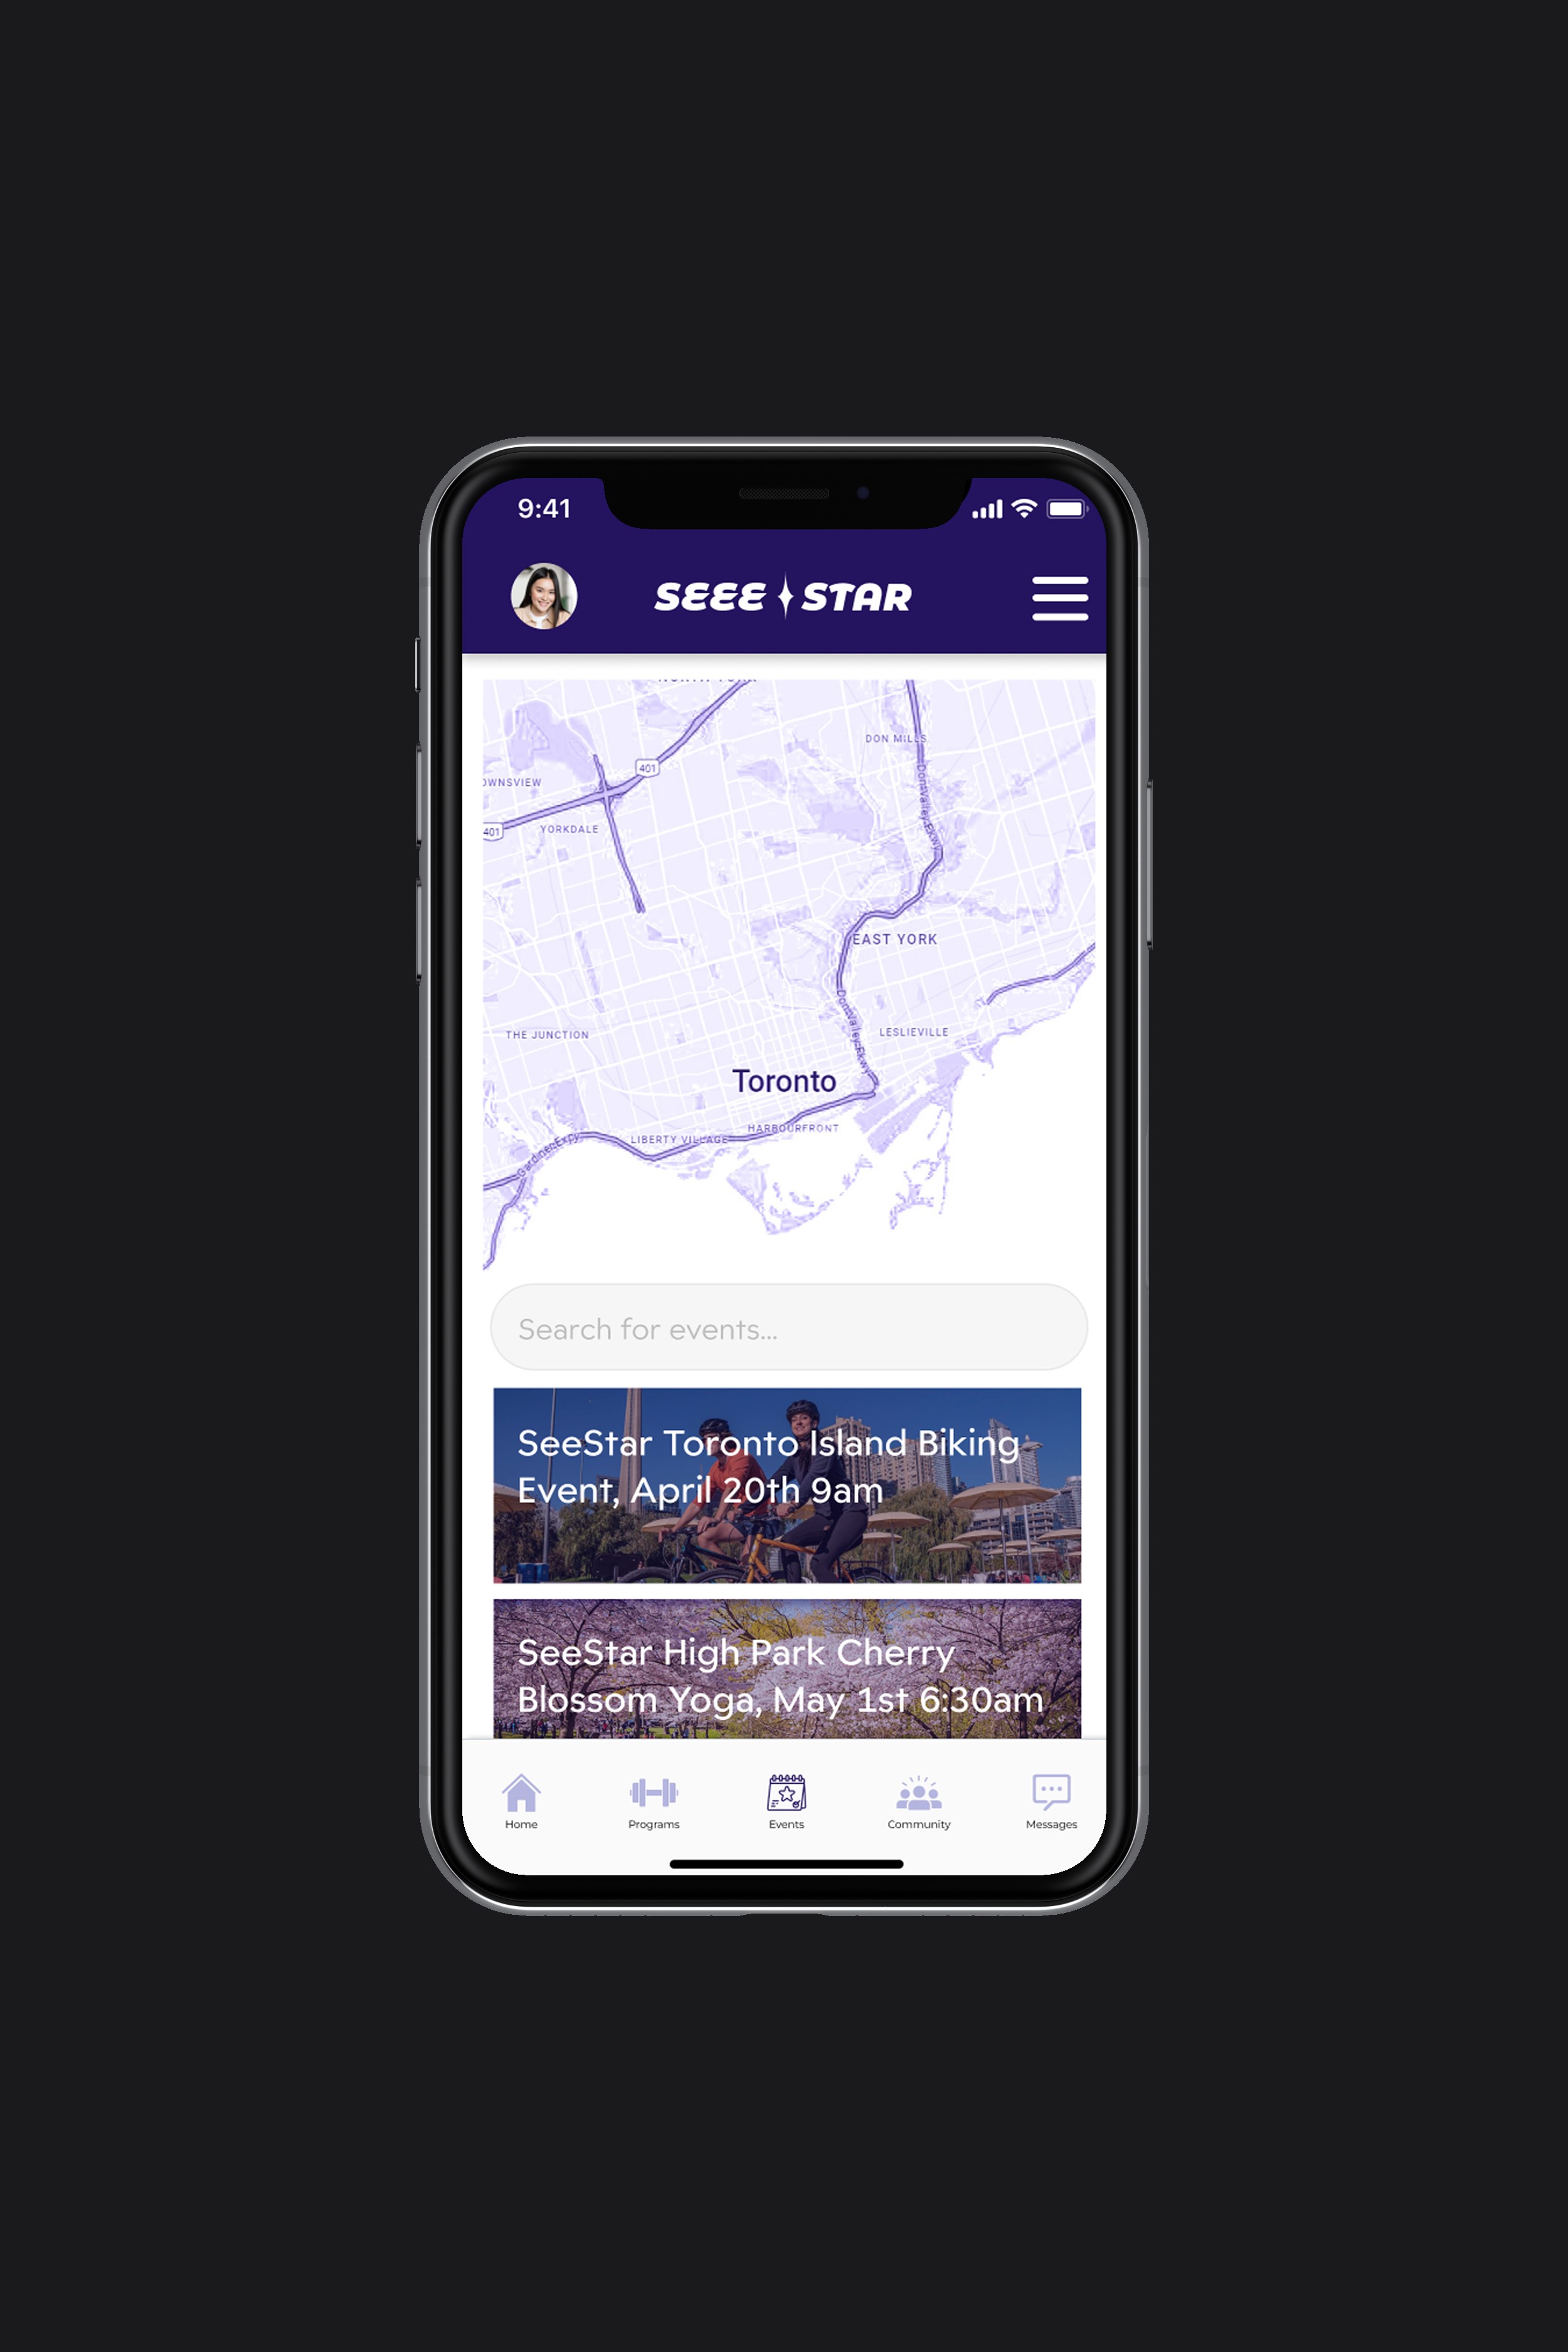 9:41
SEEE STAR
DON MILLS
401
YORKDALE
401
Don Valley Pkwy
EAST YORK
THE JUNCTION
LESLIEVILLE
Don Valley Pkwy
Toronto
HARBOURFRONT
LIBERTY VILLAGE
Gardiner Expy
Search for events...
SeeStar Toronto Island Biking
Event, April 20th 9am
SeeStar High Park Cherry
Blossom Yoga, May 1st 6:30am
Home
Programs
Events
Community
Messages